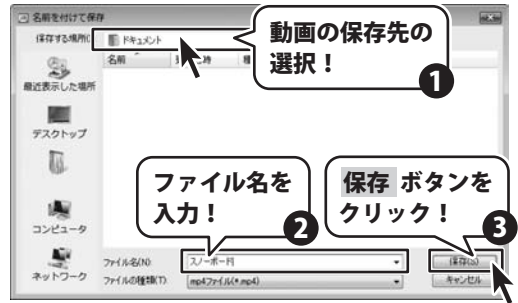 名前を付けて保存
保存する場所(I):
ドキュメント
動画の保存先の
選択!
1
名前
最近表示した場所
デスクトップ
ファイル名を
入力!
2
保存 ボタンを
クリック!
3
コンピュータ
ネットワーク
ファイル名(N):
スノーボード1
保存(S)
ファイルの種類(T):
mp4ファイル(*.mp4)
キャンセル